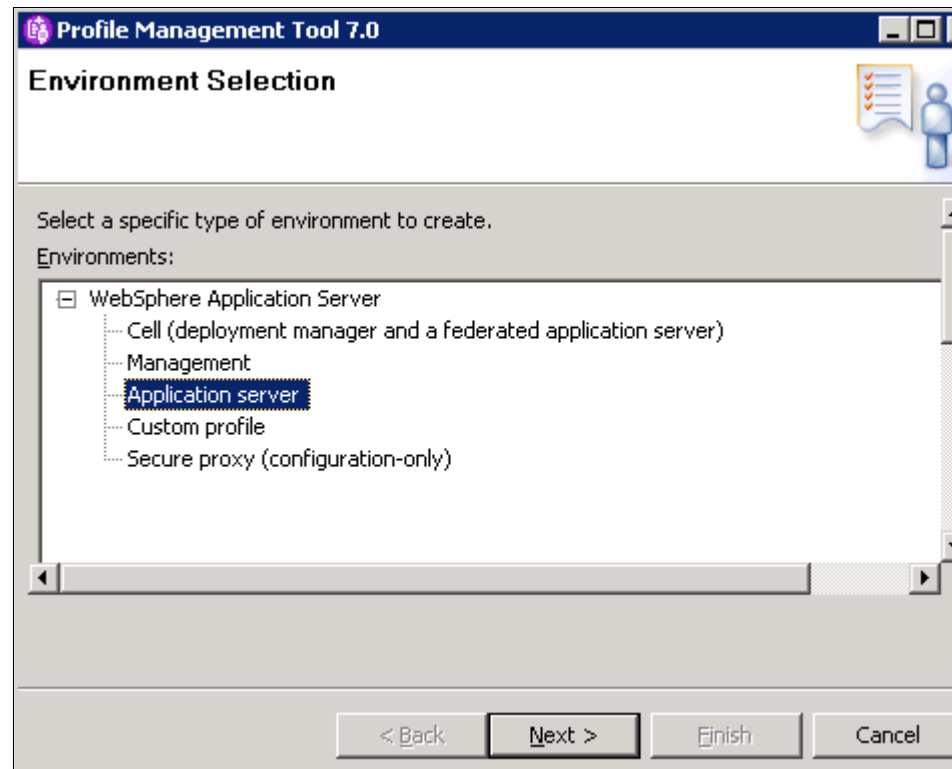 Profile Management Tool 7.0
Environment Selection
Select a specific type of environment to create.
Environments:
WebSphere Application Server
Cell (deployment manager and a federated application server)
Management
Application server
Custom profile
Secure proxy (configuration-only)
< Back
Next >
Finish
Cancel